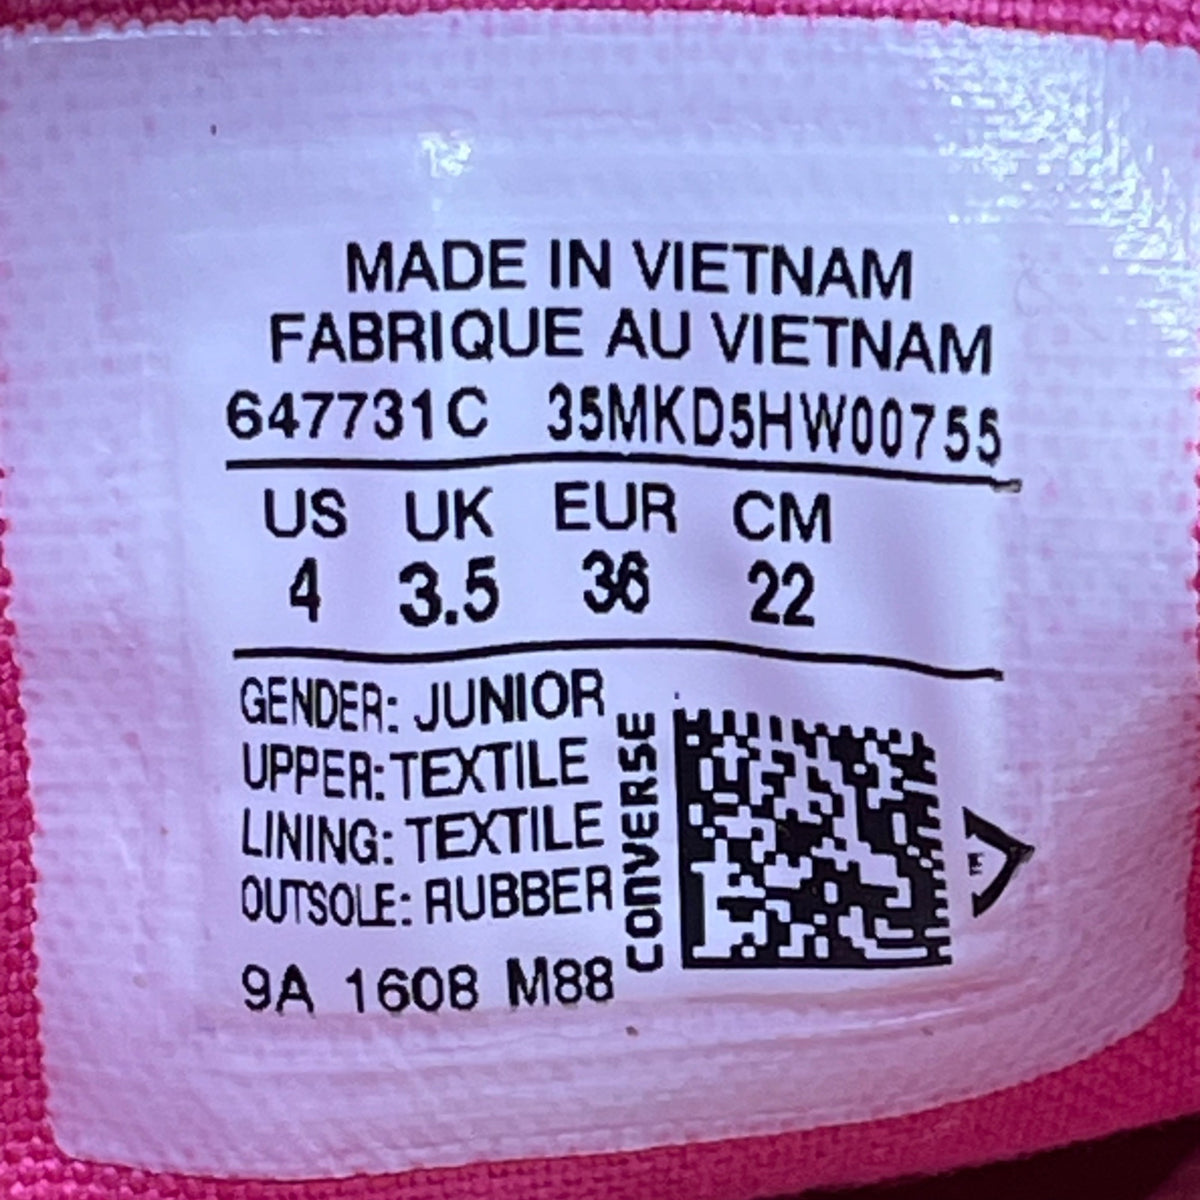 MADE IN VIETNAM
FABRIQUE AU VIETNAM
647731C 35MKD5HW00755
US UK EUR CM
4 3.5 36 22
GENDER: JUNIOR
UPPER: TEXTILE
LINING: TEXTILE
OUTSOLE: RUBBER
9A 1608 M88
CONVERSE